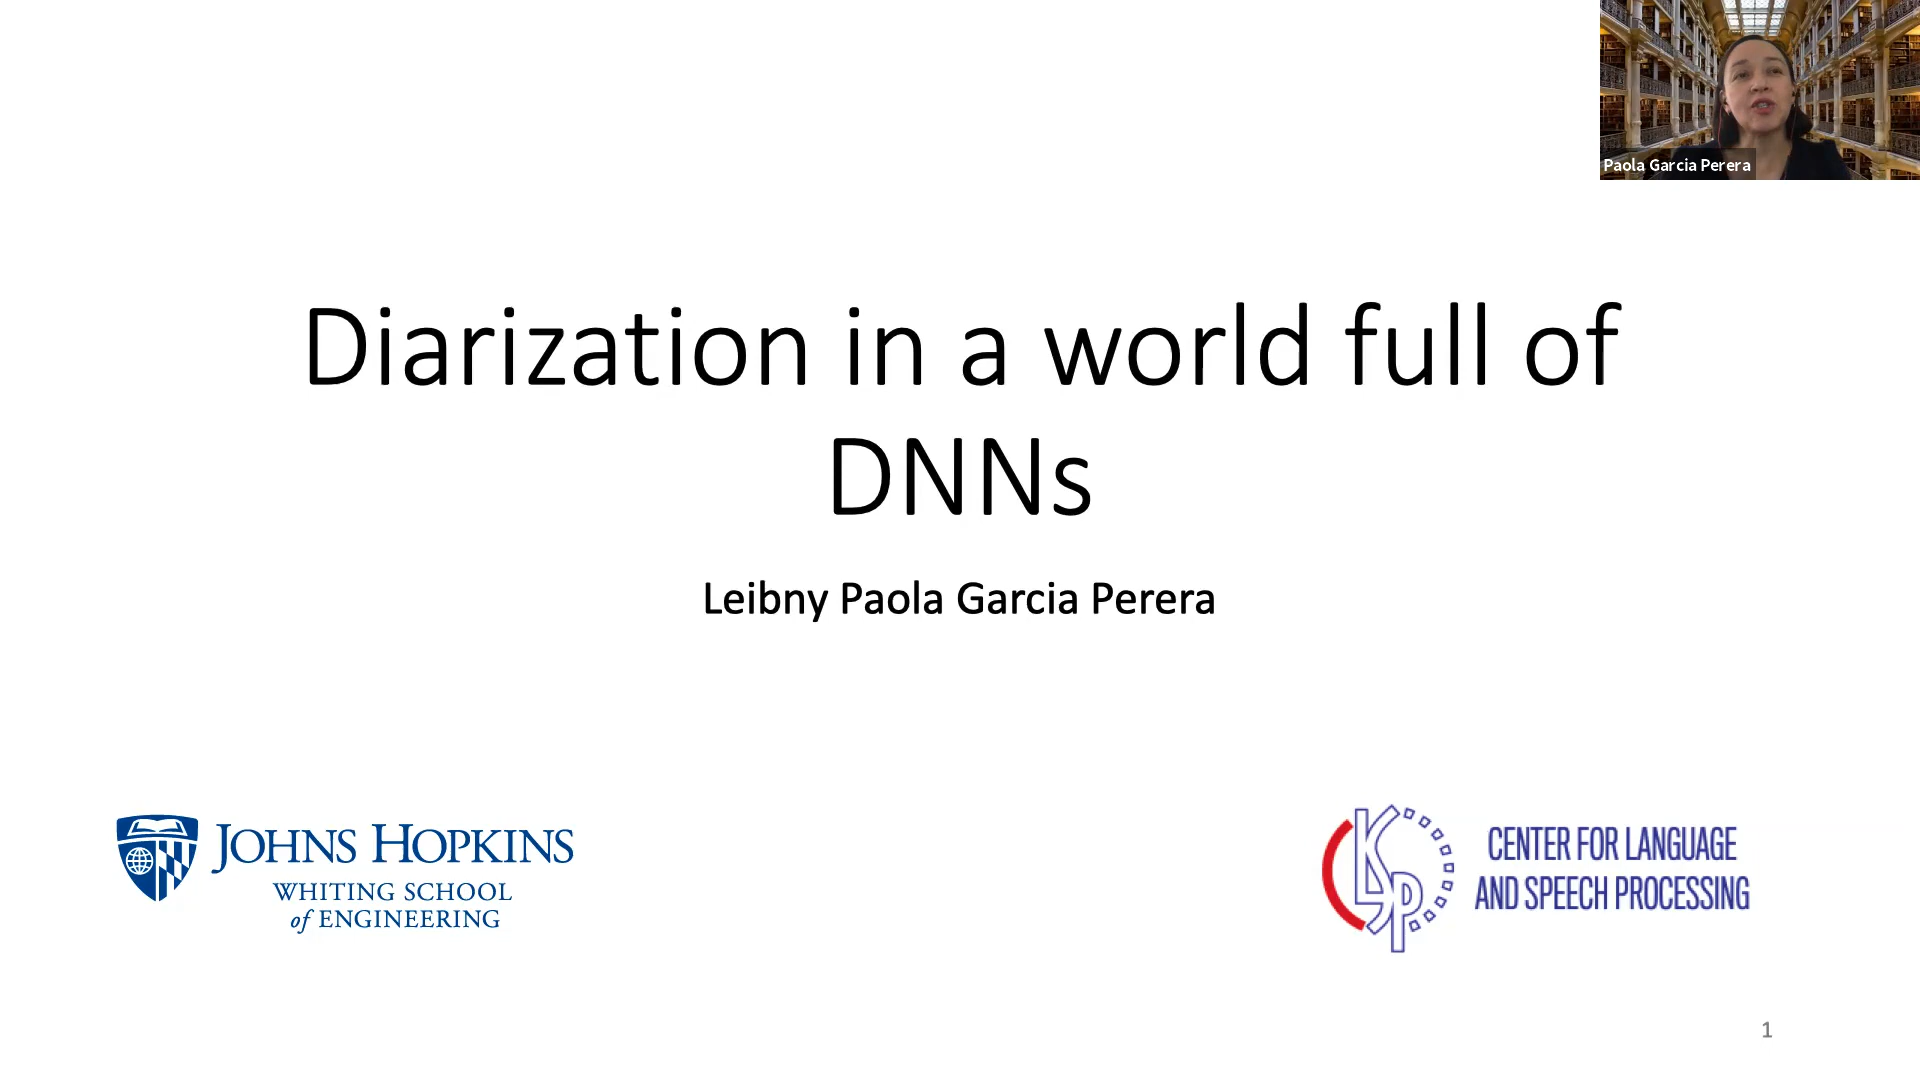 Paola Garcia Perera
Diarization in a world full of
DNNs
Leibny Paola Garcia Perera
JOHNS HOPKINS
WHITING SCHOOL
of ENGINEERING
CLSP
CENTER FOR LANGUAGE
AND SPEECH PROCESSING
1